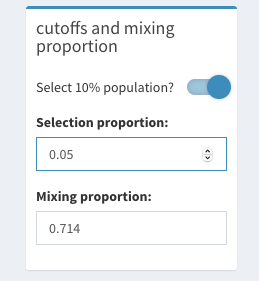 cutoffs and mixing
proportion
Select 10% population?
Selection proportion:
0.05
Mixing proportion:
0.714